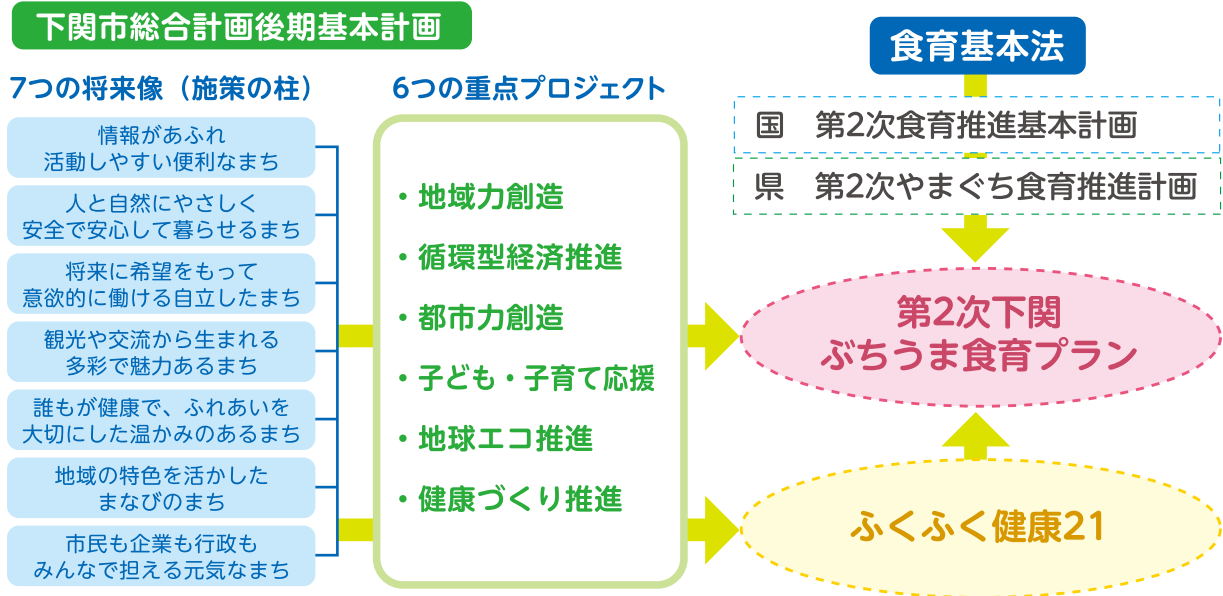 下関市総合計画後期基本計画
7つの将来像（施策の柱）
情報があふれ
活動しやすい便利なまち
人と自然にやさしく
安全で安心して暮らせるまち
将来に希望をもって
意欲的に働ける自立したまち
観光や交流から生まれる
多彩で魅力あるまち
誰もが健康で、ふれあいを
大切にした温かみのあるまち
地域の特色を活かした
まなびのまち
市民も企業も行政も
みんなで担える元気なまち
6つの重点プロジェクト
・地域力創造
・循環型経済推進
・都市力創造
・子ども・子育て応援
・地球エコ推進
・健康づくり推進
食育基本法
国　第2次食育推進基本計画
県　第2次やまぐち食育推進計画
第2次下関
ぶちうま食育プラン
ふくふく健康21